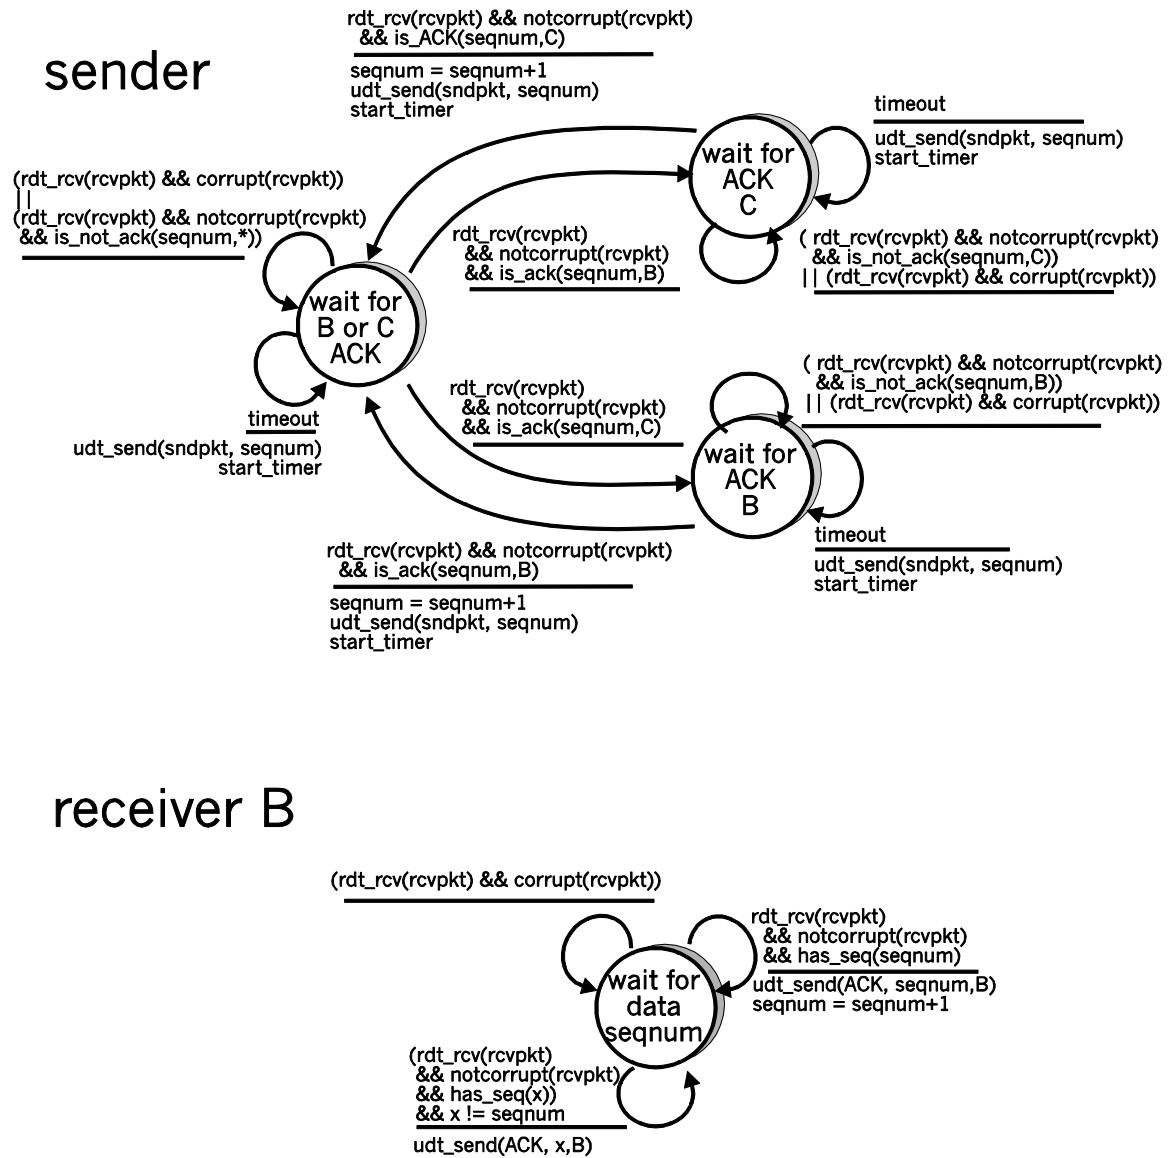 sender
rdt_rcv(rcvpkt) && notcorrupt(rcvpkt)
&& is_ACK(seqnum,C)
seqnum = seqnum+1
udt_send(sndpkt, seqnum)
start_timer
timeout
udt_send(sndpkt, seqnum)
start_timer
wait for
ACK
C
(rdt_rcv(rcvpkt) && corrupt(rcvpkt))
||
(rdt_rcv(rcvpkt) && notcorrupt(rcvpkt)
&& is_not_ack(seqnum,*))
rdt_rcv(rcvpkt)
&& notcorrupt(rcvpkt)
&& is_ack(seqnum,B)
( rdt_rcv(rcvpkt) && notcorrupt(rcvpkt)
&& is_not_ack(seqnum,C))
|| (rdt_rcv(rcvpkt) && corrupt(rcvpkt))
wait for
B or C
ACK
timeout
udt_send(sndpkt, seqnum)
start_timer
rdt_rcv(rcvpkt)
&& notcorrupt(rcvpkt)
&& is_ack(seqnum,C)
( rdt_rcv(rcvpkt) && notcorrupt(rcvpkt)
&& is_not_ack(seqnum,B))
|| (rdt_rcv(rcvpkt) && corrupt(rcvpkt))
wait for
ACK
B
timeout
udt_send(sndpkt, seqnum)
start_timer
rdt_rcv(rcvpkt) && notcorrupt(rcvpkt)
&& is_ack(seqnum,B)
seqnum = seqnum+1
udt_send(sndpkt, seqnum)
start_timer
receiver B
(rdt_rcv(rcvpkt) && corrupt(rcvpkt))
rdt_rcv(rcvpkt)
&& notcorrupt(rcvpkt)
&& has_seq(seqnum)
udt_send(ACK, seqnum,B)
seqnum = seqnum+1
wait for
data
seqnum
(rdt_rcv(rcvpkt)
&& notcorrupt(rcvpkt)
&& has_seq(x))
&& x != seqnum
udt_send(ACK, x,B)